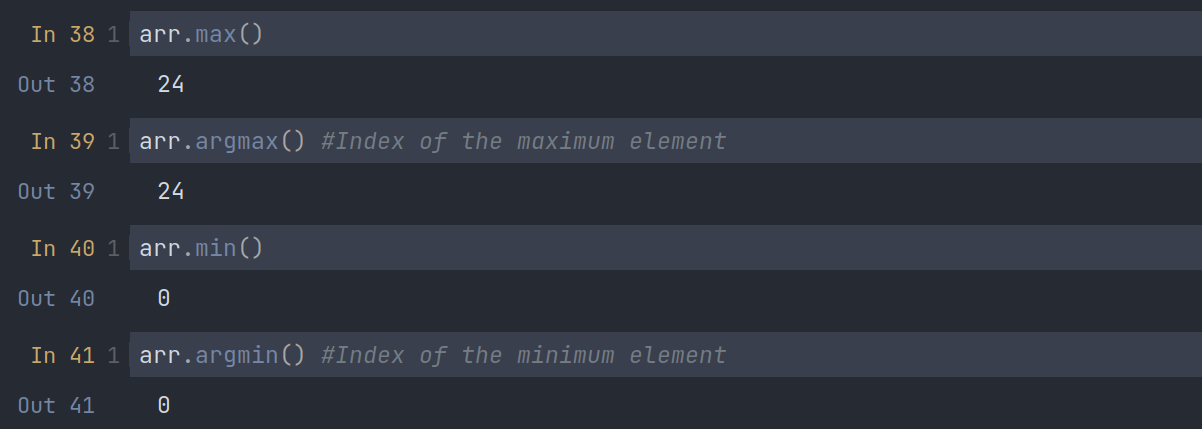 In 38 1 arr.max()
Out 38 24
In 39 1 arr.argmax() #Index of the maximum element
Out 39 24
In 40 1 arr.min()
Out 40 0
In 41 1 arr.argmin() #Index of the minimum element
Out 41 0